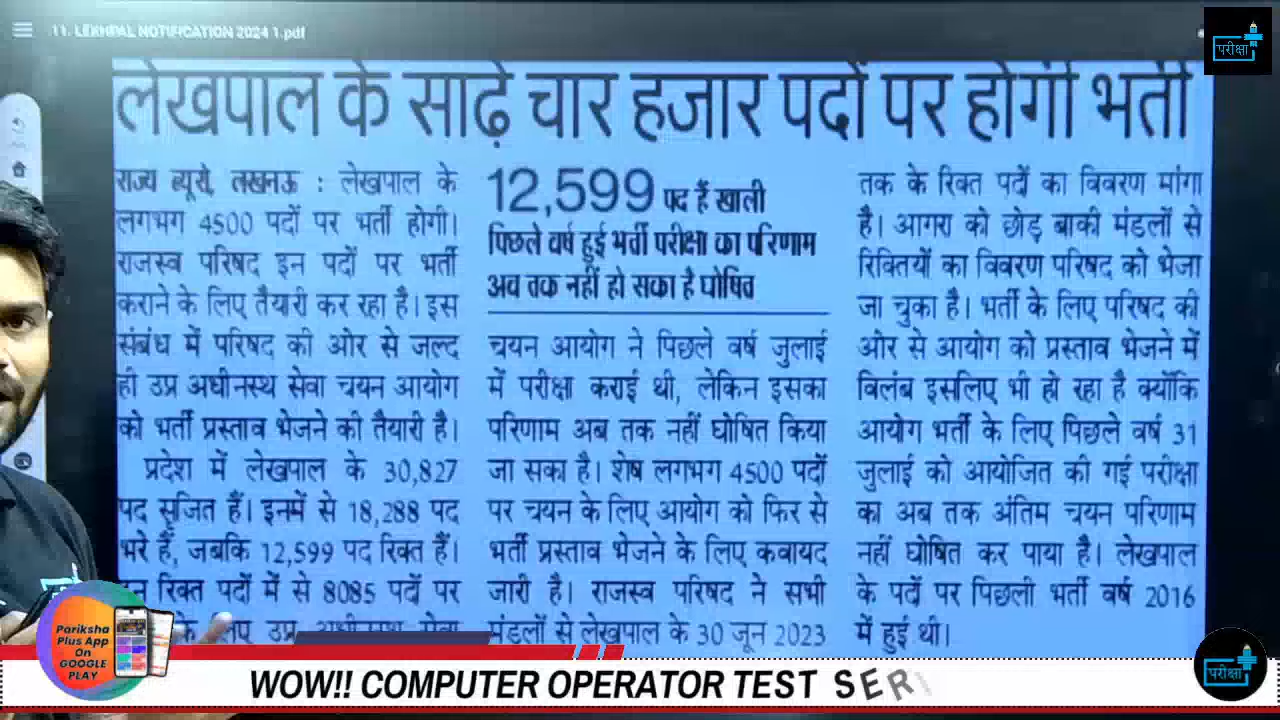 11. LEKHPAL NOTIFICATION 2024 1.pdf
परीक्षा
लेखपाल के साढ़े चार हजार पदों पर होगी भर्ती
राज्य ब्यूरो, लखनऊ : लेखपाल के
लगभग 4500 पदों पर भर्ती होगी।
राजस्व परिषद इन पदों पर भर्ती
कराने के लिए तैयारी कर रहा है। इस
संबंध में परिषद की ओर से जल्द
ही उप्र अधीनस्थ सेवा चयन आयोग
को भर्ती प्रस्ताव भेजने की तैयारी है।
प्रदेश में लेखपाल के 30,827
पद सृजित हैं। इनमें से 18,288 पद
भरे हैं, जबकि 12,599 पद रिक्त हैं।
इन रिक्त पदों में से 8085 पदों पर
के लिए उप्र अधीनस्थ सेवा
12,599 पद हैं खाली
पिछले वर्ष हुई भर्ती परीक्षा का परिणाम
अब तक नहीं हो सका है घोषित
चयन आयोग ने पिछले वर्ष जुलाई
में परीक्षा कराई थी, लेकिन इसका
परिणाम अब तक नहीं घोषित किया
जा सका है। शेष लगभग 4500 पदों
पर चयन के लिए आयोग को फिर से
भर्ती प्रस्ताव भेजने के लिए कवायद
जारी है। राजस्व परिषद ने सभी
मंडलों से लेखपाल के 30 जून 2023
तक के रिक्त पदों का विवरण मांगा
है। आगरा को छोड़ बाकी मंडलों से
रिक्तियों का विवरण परिषद को भेजा
जा चुका है। भर्ती के लिए परिषद की
ओर से आयोग को प्रस्ताव भेजने में
विलंब इसलिए भी हो रहा है क्योंकि
आयोग भर्ती के लिए पिछले वर्ष 31
जुलाई को आयोजित की गई परीक्षा
का अब तक अंतिम चयन परिणाम
नहीं घोषित कर पाया है। लेखपाल
के पदों पर पिछली भर्ती वर्ष 2016
में हुई थी।
Pariksha
Plus App
On
GOOGLE
PLAY
WOW!! COMPUTER OPERATOR TEST SERI
परीक्षा